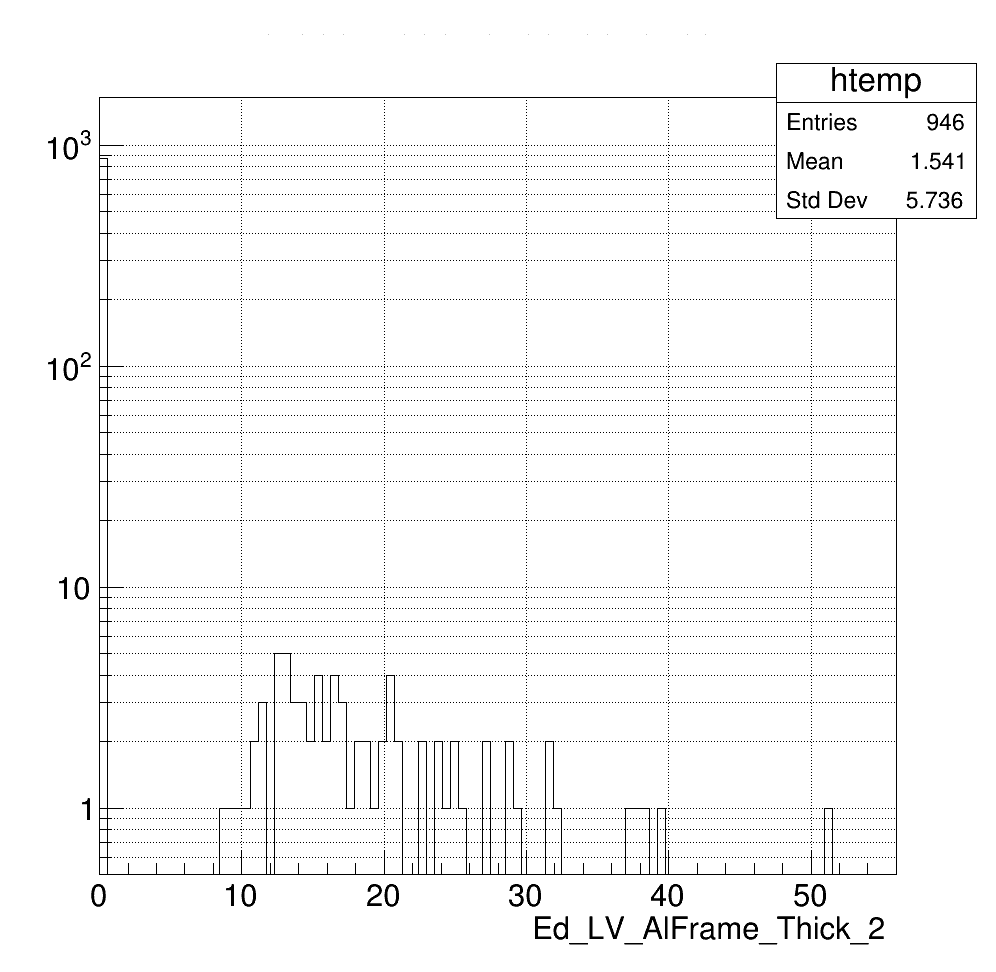 htemp
Entries 946
Mean 1.541
Std Dev 5.736
10³
10²
10
1
0 10 20 30 40 50
Ed_LV_AlFrame_Thick_2